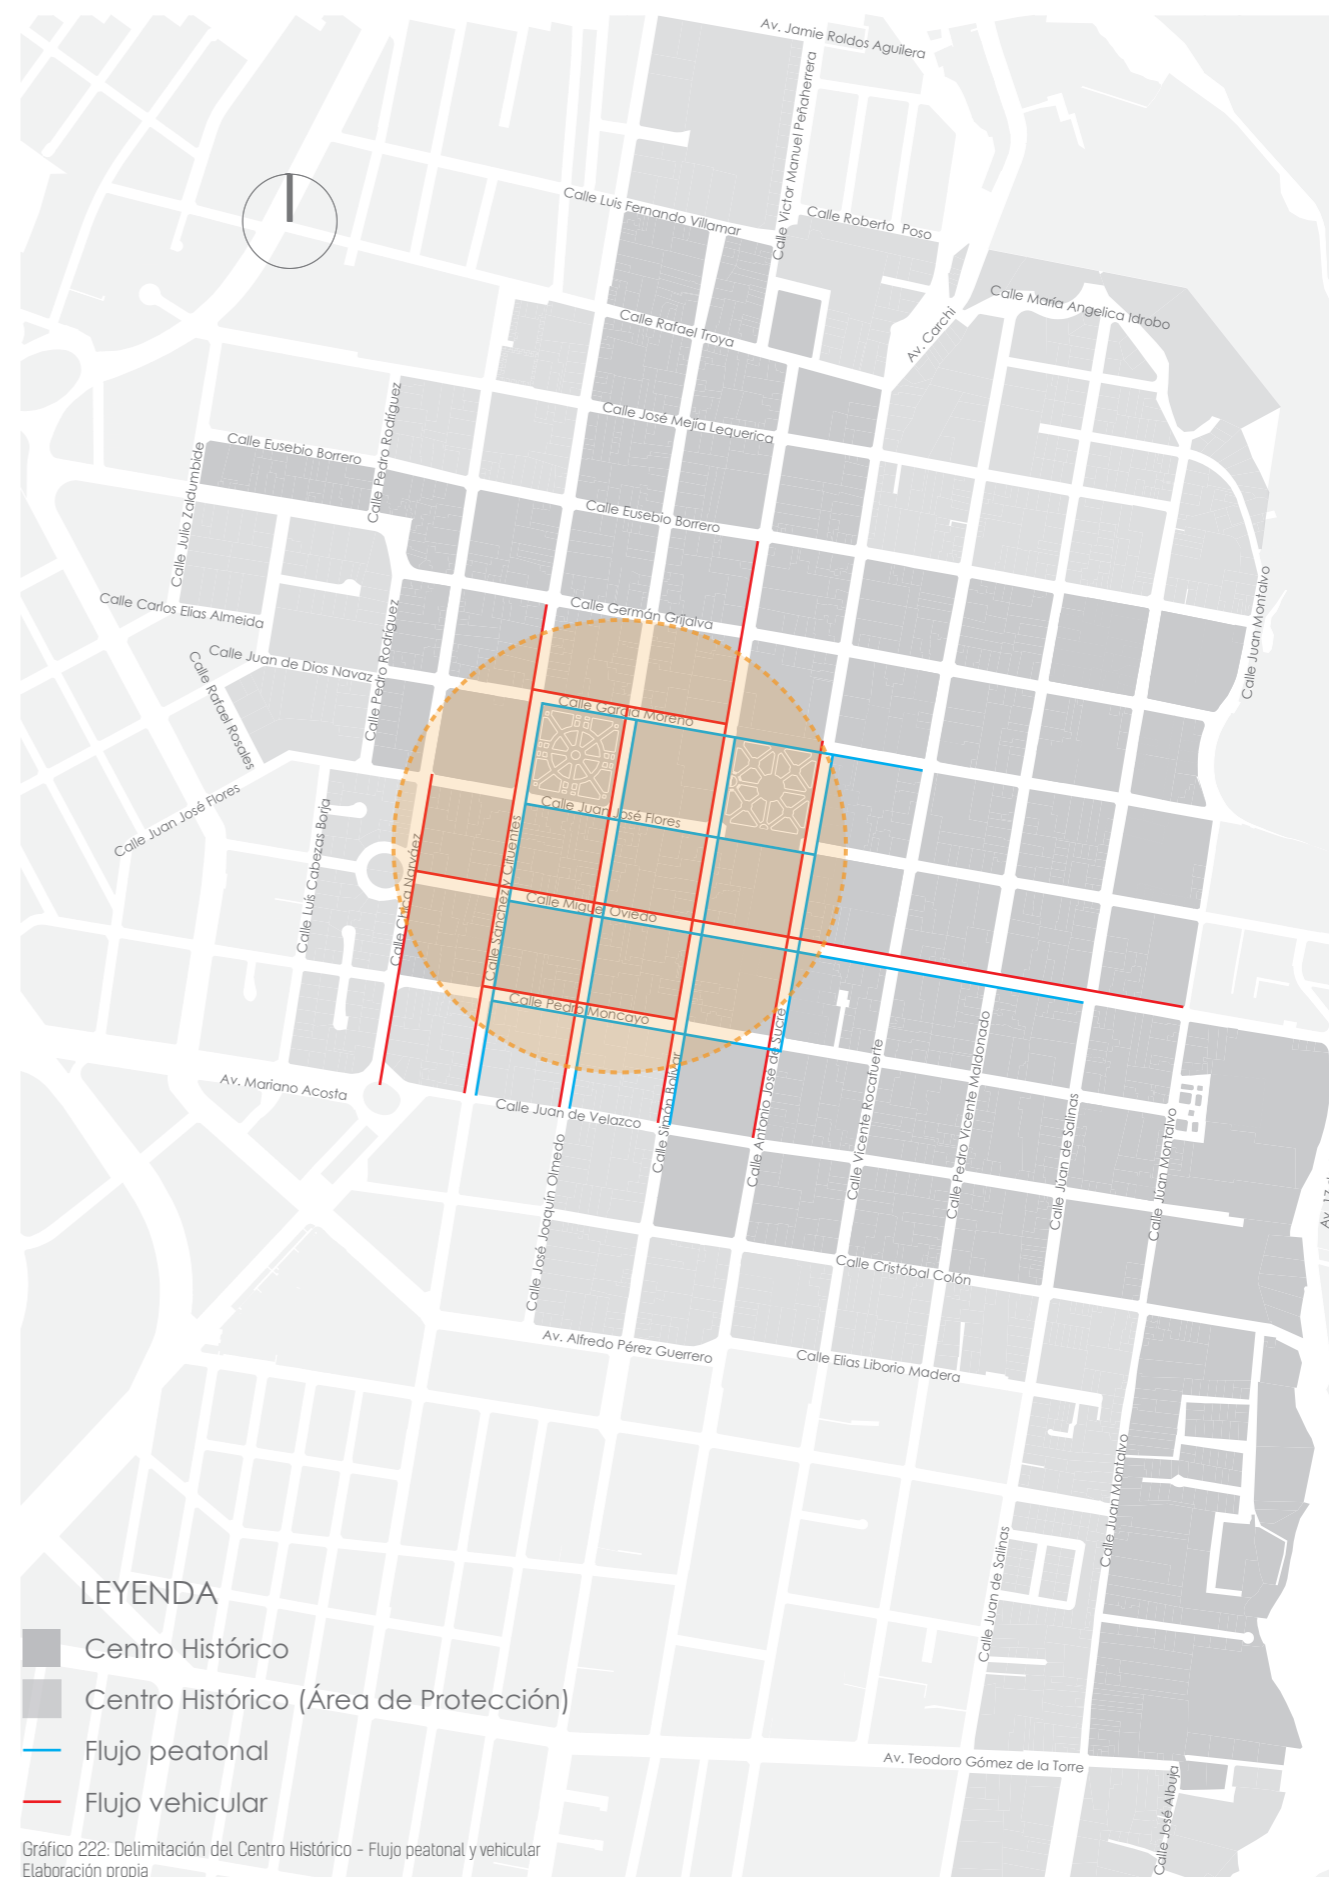 Av. Jamie Roldos Aguilera
Calle Victor Manuel Peñaherrera
Calle Luis Fernando Villamar
Calle Roberto Poso
Calle María Angelica Idrobo
Calle Rafael Troya
Av. Carchi
Calle José Mejía Lequerica
Calle Pedro Rodríguez
Calle Eusebio Borrero
Calle Julio Zaldumbide
Calle Eusebio Borrero
Calle Germán Grijalva
Calle Carlos Elías Almeida
Calle Juan de Dios Navaz
Calle Pedro Rodríguez
Calle Juan Montalvo
Calle Rafael Rosales
Calle García Moreno
Calle Juan José Flores
Calle Juan José Flores
Calle Luís Cabezas Borja
Calle Chica Narváez
Calle Sánchez y Cifuentes
Calle Miguel Oviedo
Calle Pedro Moncayo
Av. Mariano Acosta
Calle Juan de Velazco
Calle José Joaquín Olmedo
Calle Simón Bolívar
Calle Antonio José de Sucre
Calle Vicente Rocafuerte
Calle Pedro Vicente Maldonado
Calle Juan de Salinas
Calle Juan Montalvo
Calle Cristóbal Colón
Av. Alfredo Pérez Guerrero
Calle Elías Liborio Madera
Calle Juan Montalvo
Calle Juan de Salinas
Av. Teodoro Gómez de la Torre
Calle José Albuja
LEYENDA
Centro Histórico
Centro Histórico (Área de Protección)
Flujo peatonal
Flujo vehicular
Gráfico 222: Delimitación del Centro Histórico - Flujo peatonal y vehicular
Elaboración propia